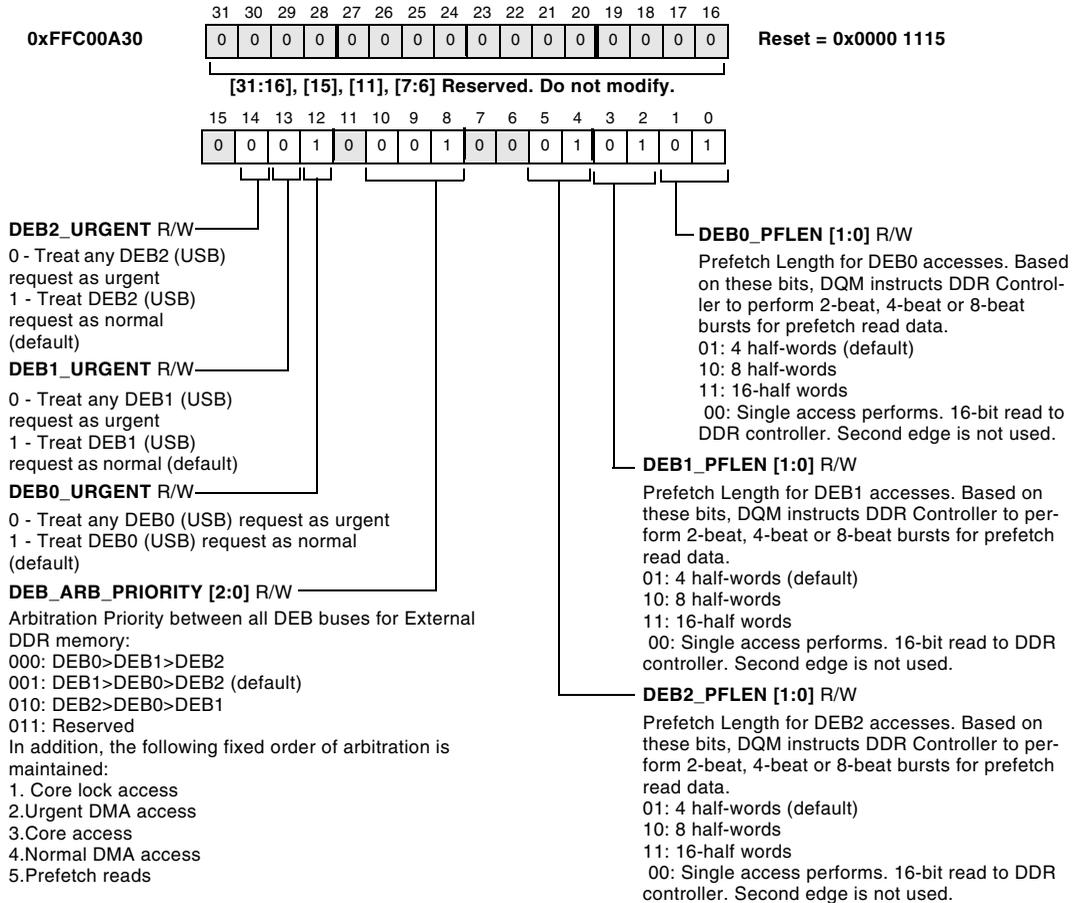 31 30 29 28 27 26 25 24 23 22 21 20 19 18 17 16
0xFFC00A30 0 0 0 0 0 0 0 0 0 0 0 0 0 0 0 0 Reset = 0x0000 1115
[31:16], [15], [11], [7:6] Reserved. Do not modify.
15 14 13 12 11 10 9 8 7 6 5 4 3 2 1 0
0 0 0 1 0 0 0 1 0 0 0 1 0 1 0 1
DEB2_URGENT R/W
0 - Treat any DEB2 (USB)
request as urgent
1 - Treat DEB2 (USB)
request as normal
(default)
DEB1_URGENT R/W
0 - Treat any DEB1 (USB)
request as urgent
1 - Treat DEB1 (USB)
request as normal (default)
DEB0_URGENT R/W
0 - Treat any DEB0 (USB) request as urgent
1 - Treat DEB0 (USB) request as normal
(default)
DEB_ARB_PRIORITY [2:0] R/W
Arbitration Priority between all DEB buses for External
DDR memory:
000: DEB0>DEB1>DEB2
001: DEB1>DEB0>DEB2 (default)
010: DEB2>DEB0>DEB1
011: Reserved
In addition, the following fixed order of arbitration is
maintained:
1. Core lock access
2.Urgent DMA access
3.Core access
4.Normal DMA access
5.Prefetch reads
DEB0_PFLEN [1:0] R/W
Prefetch Length for DEB0 accesses. Based
on these bits, DQM instructs DDR Control-
ler to perform 2-beat, 4-beat or 8-beat
bursts for prefetch read data.
01: 4 half-words (default)
10: 8 half-words
11: 16-half words
00: Single access performs. 16-bit read to
DDR controller. Second edge is not used.
DEB1_PFLEN [1:0] R/W
Prefetch Length for DEB1 accesses. Based on
these bits, DQM instructs DDR Controller to per-
form 2-beat, 4-beat or 8-beat bursts for prefetch
read data.
01: 4 half-words (default)
10: 8 half-words
11: 16-half words
00: Single access performs. 16-bit read to DDR
controller. Second edge is not used.
DEB2_PFLEN [1:0] R/W
Prefetch Length for DEB2 accesses. Based on
these bits, DQM instructs DDR Controller to per-
form 2-beat, 4-beat or 8-beat bursts for prefetch
read data.
01: 4 half-words (default)
10: 8 half-words
11: 16-half words
00: Single access performs. 16-bit read to DDR
controller. Second edge is not used.